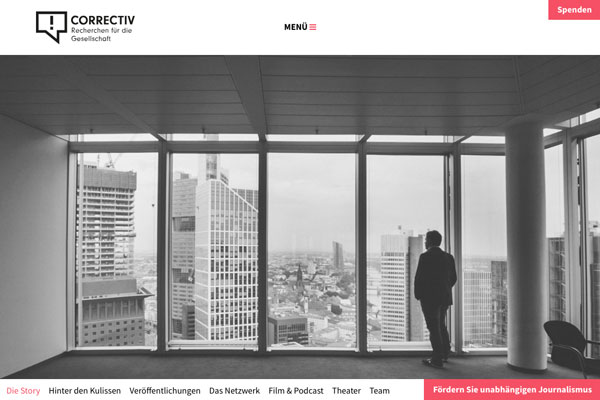 Spenden
CORRECTIV
Recherchen für die
Gesellschaft
MENÜ
Die Story Hinter den Kulissen Veröffentlichungen Das Netzwerk Film & Podcast Theater Team
Fördern Sie unabhängigen Journalismus